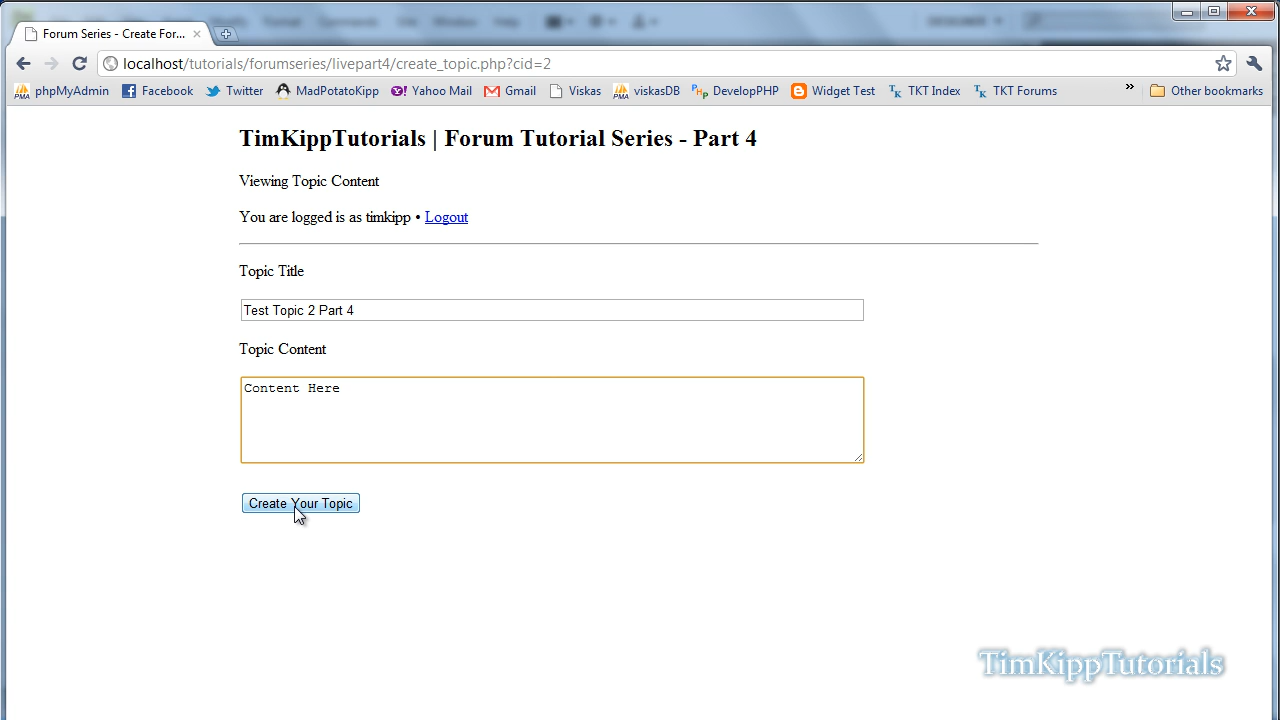 Forum Series - Create For...
localhost/tutorials/forumseries/livepart4/create_topic.php?cid=2
phpMyAdmin Facebook Twitter MadPotatoKipp Yahoo Mail Gmail Viskas viskasDB DevelopPHP Widget Test TKT Index TKT Forums » Other bookmarks
TimKippTutorials | Forum Tutorial Series - Part 4
Viewing Topic Content
You are logged is as timkipp • Logout
Topic Title
Test Topic 2 Part 4
Topic Content
Content Here
Create Your Topic
TimKippTutorials